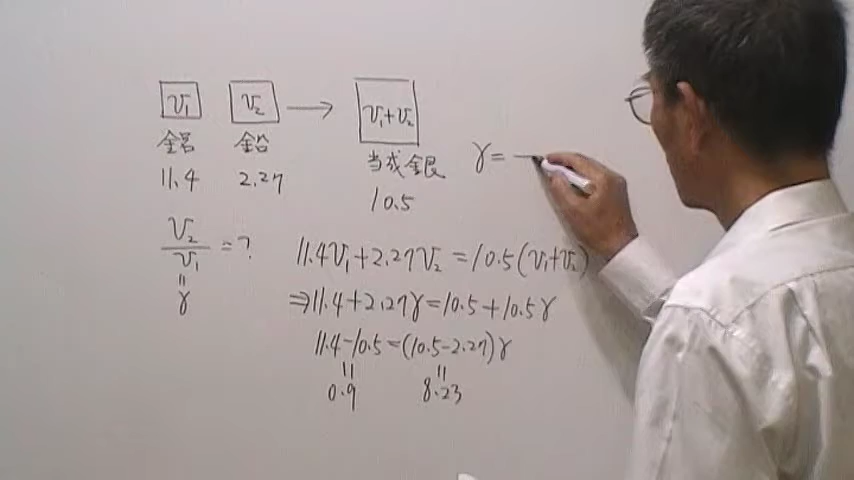 V₁ V₂ → V₁+V₂
鋁 鉛 当成銀
11.4 2.27 10.5
γ=
V₂/V₁ = ?
=
γ
11.4V₁+2.27V₂=10.5(V₁+V₂)
⇒11.4+2.27γ=10.5+10.5γ
11.4-10.5=(10.5-2.27)γ
= =
0.9 8.23